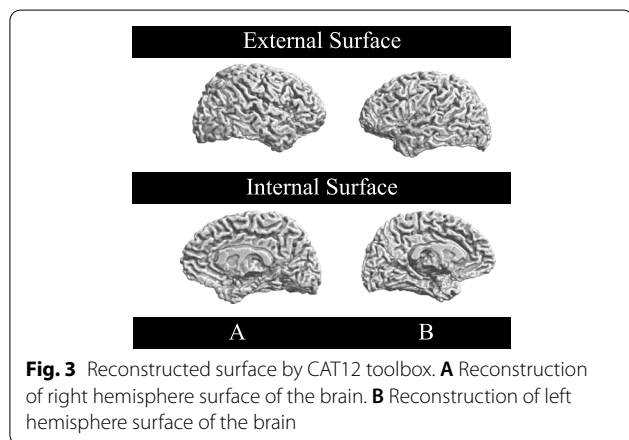 External Surface
Internal Surface
A B
Fig. 3 Reconstructed surface by CAT12 toolbox. A Reconstruction
of right hemisphere surface of the brain. B Reconstruction of left
hemisphere surface of the brain